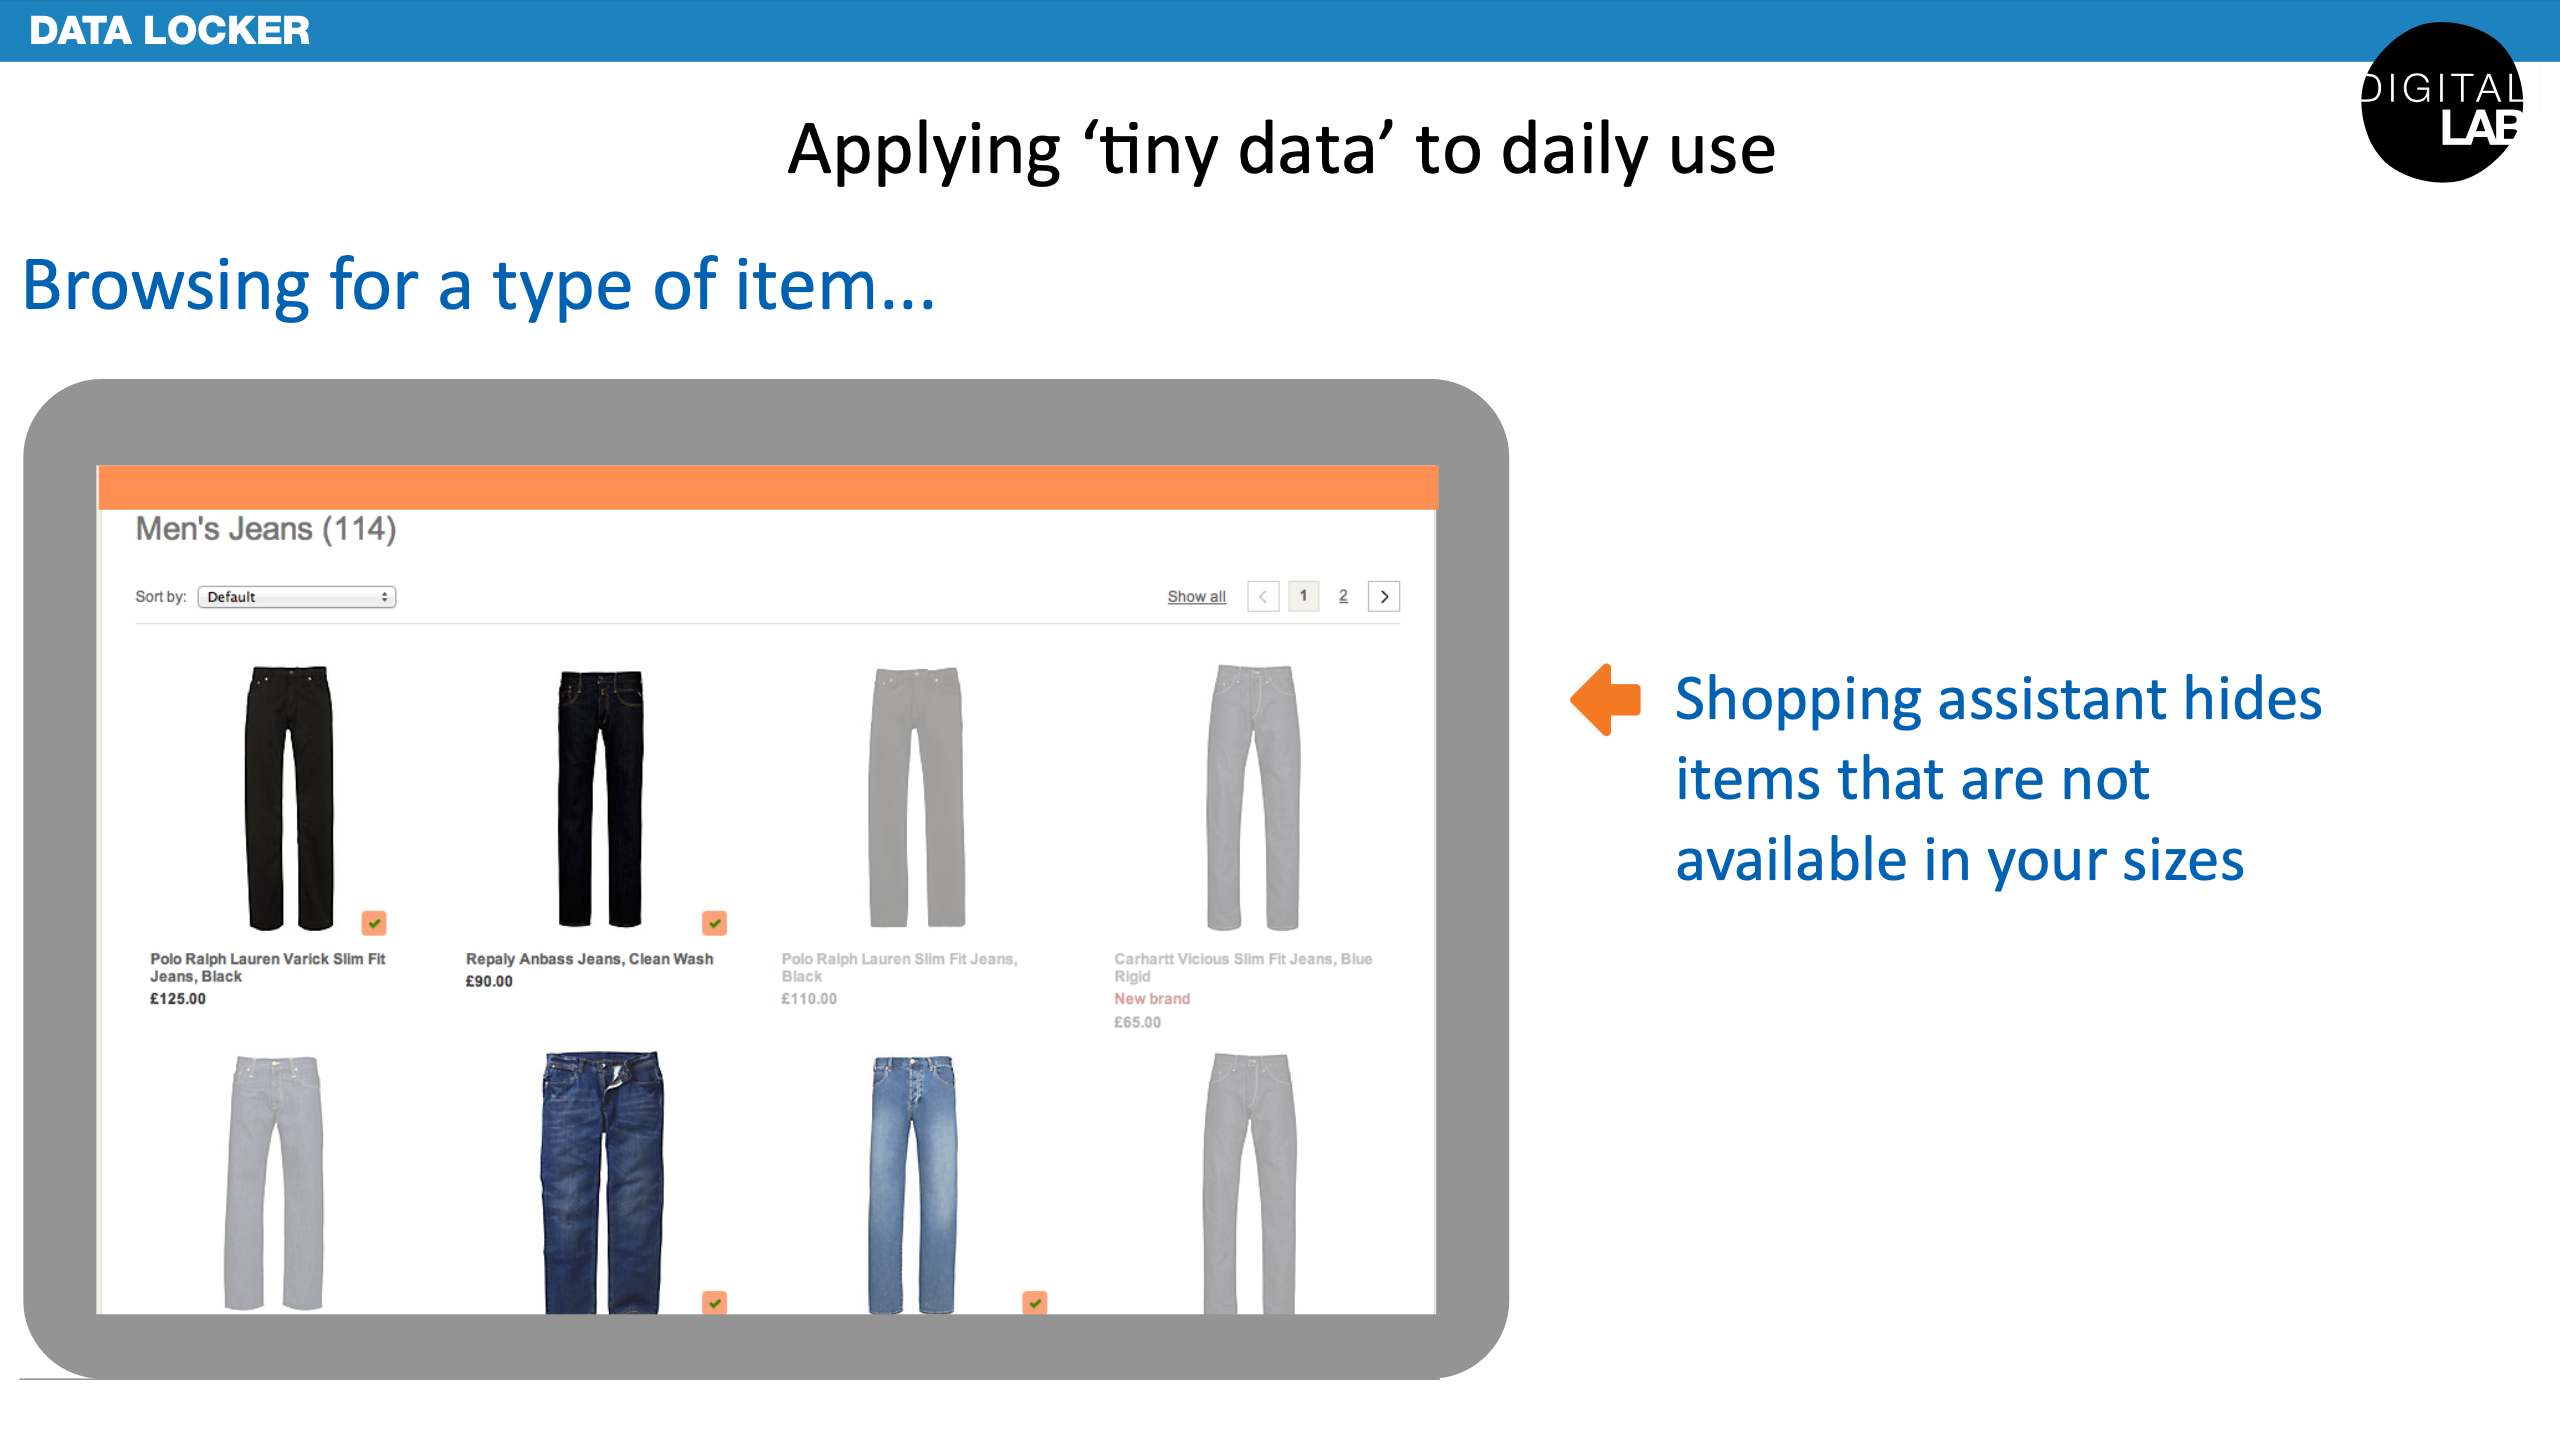 DATA LOCKER
DIGITAL
LAB
Applying ‘tiny data’ to daily use
Browsing for a type of item...
Men's Jeans (114)
Sort by: Default
Show all < 1 2 >
Polo Ralph Lauren Varick Slim Fit
Jeans, Black
£125.00
Repaly Anbass Jeans, Clean Wash
£90.00
Polo Ralph Lauren Slim Fit Jeans,
Black
£110.00
Carhartt Vicious Slim Fit Jeans, Blue
Rigid
New brand
£65.00
Shopping assistant hides
items that are not
available in your sizes